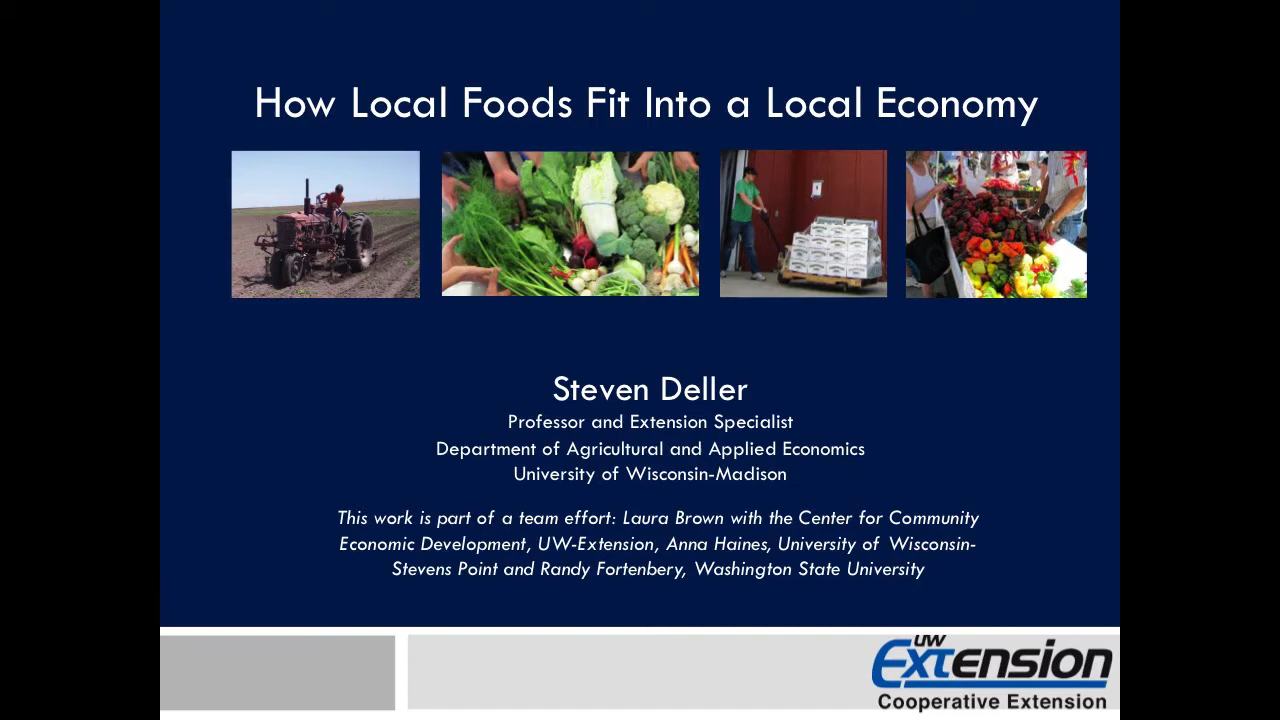 How Local Foods Fit Into a Local Economy
Steven Deller
Professor and Extension Specialist
Department of Agricultural and Applied Economics
University of Wisconsin-Madison
This work is part of a team effort: Laura Brown with the Center for Community
Economic Development, UW-Extension, Anna Haines, University of Wisconsin-
Stevens Point and Randy Fortenbery, Washington State University
UW
Extension
Cooperative Extension